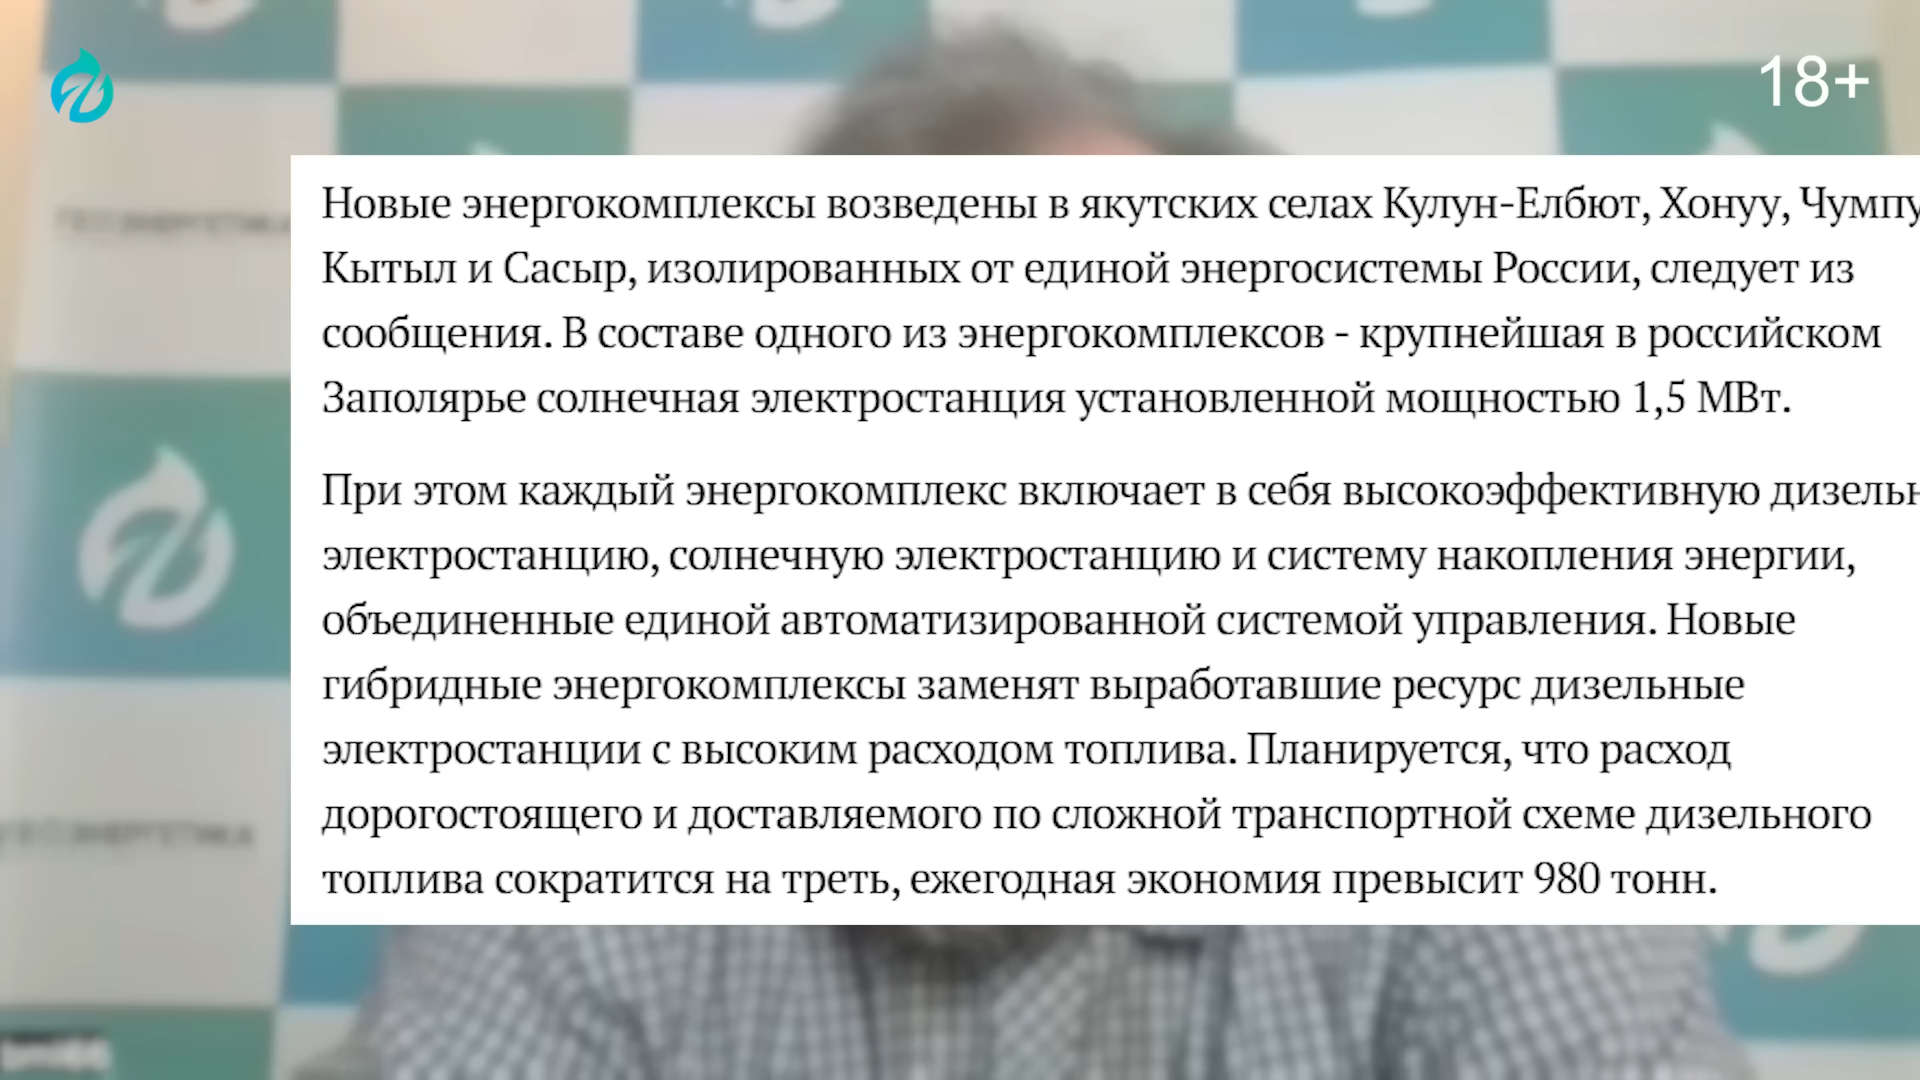 18+
Новые энергокомплексы возведены в якутских селах Кулун-Елбют, Хонуу, Чумпу
Кытыл и Сасыр, изолированных от единой энергосистемы России, следует из
сообщения. В составе одного из энергокомплексов - крупнейшая в российском
Заполярье солнечная электростанция установленной мощностью 1,5 МВт.
При этом каждый энергокомплекс включает в себя высокоэффективную дизельн
электростанцию, солнечную электростанцию и систему накопления энергии,
объединенные единой автоматизированной системой управления. Новые
гибридные энергокомплексы заменят выработавшие ресурс дизельные
электростанции с высоким расходом топлива. Планируется, что расход
дорогостоящего и доставляемого по сложной транспортной схеме дизельного
топлива сократится на треть, ежегодная экономия превысит 980 тонн.